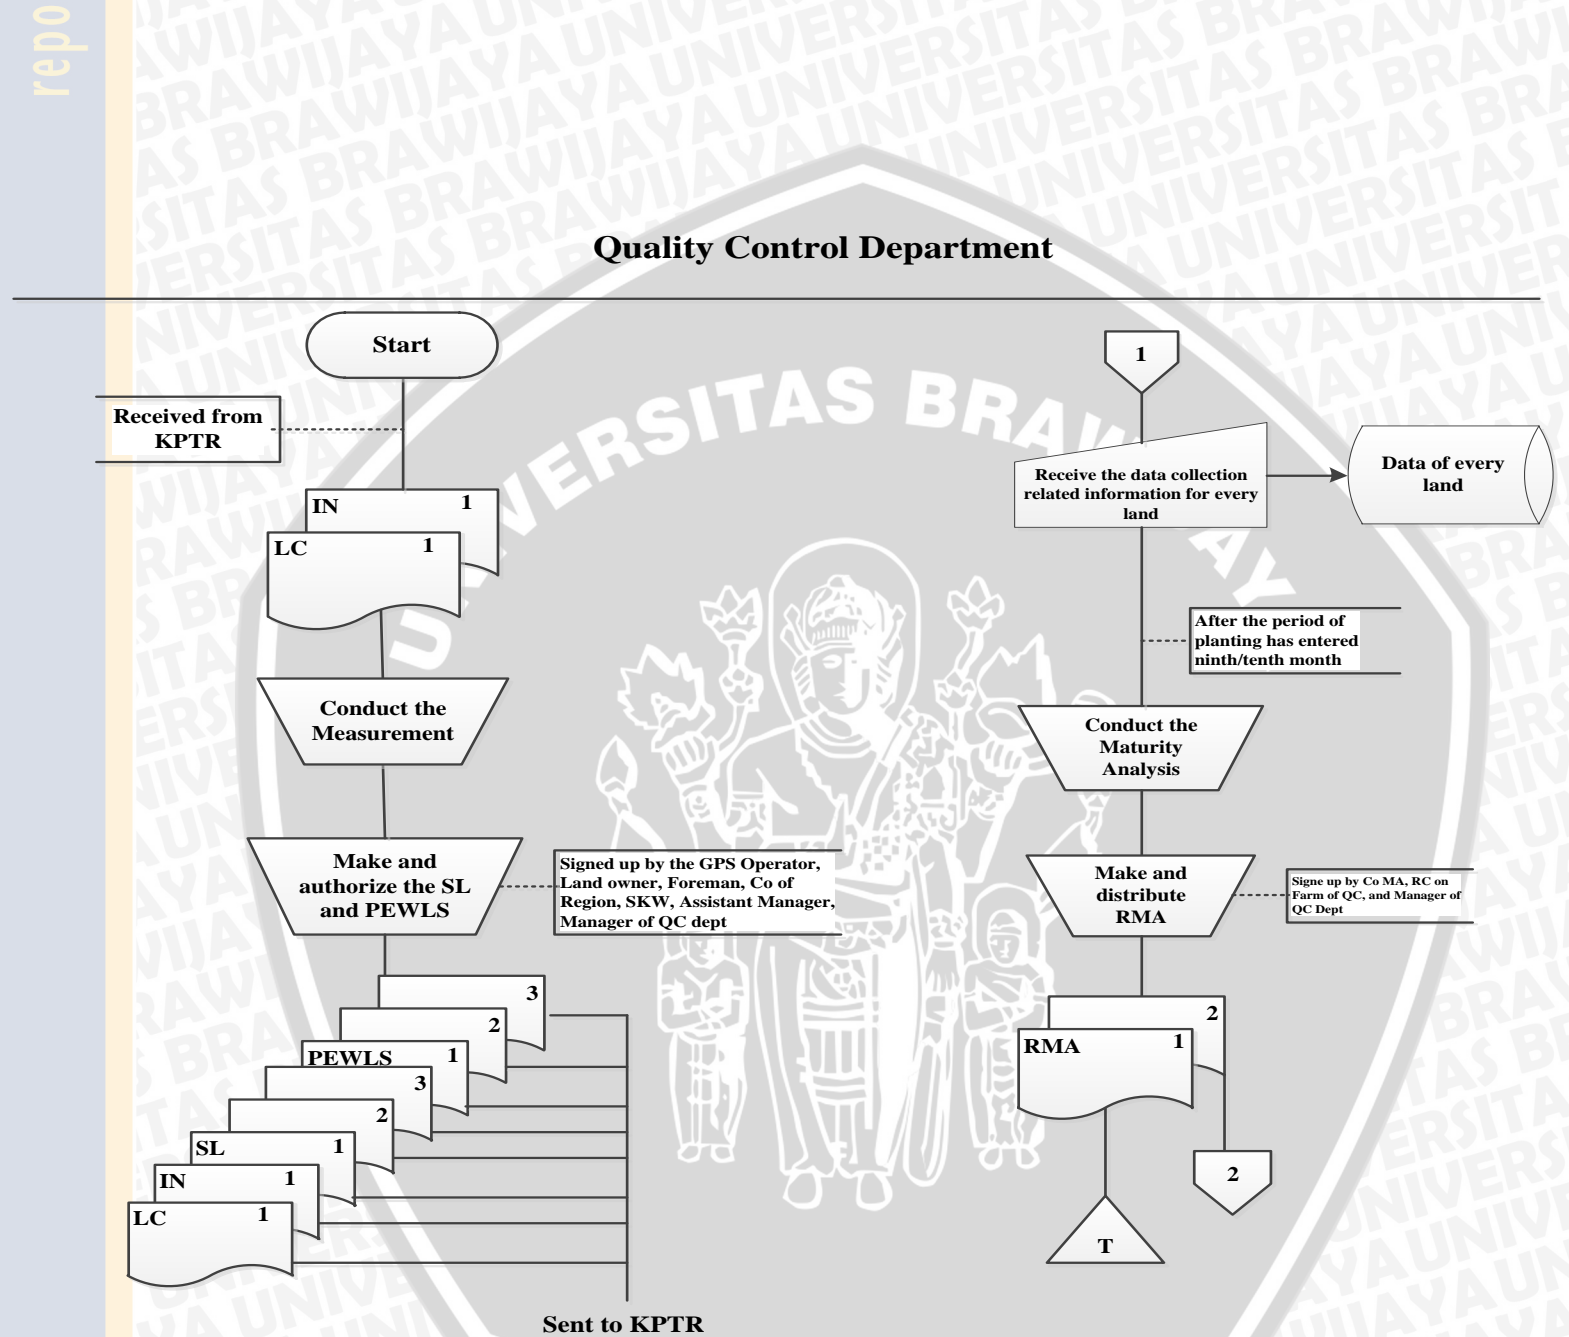 repo
Quality Control Department
Start
Received from
KPTR
IN 1
LC 1
Conduct the
Measurement
Make and
authorize the SL
and PEWLS
Signed up by the GPS Operator,
Land owner, Foreman, Co of
Region, SKW, Assistant Manager,
Manager of QC dept
3
2
PEWLS 1
3
2
SL 1
IN 1
LC 1
Sent to KPTR
1
Receive the data collection
related information for every
land
Data of every
land
After the period of
planting has entered
ninth/tenth month
Conduct the
Maturity
Analysis
Make and
distribute
RMA
Signe up by Co MA, RC on
Farm of QC, and Manager of
QC Dept
2
RMA 1
2
T
UNIVERSITAS BRAWIJAYA